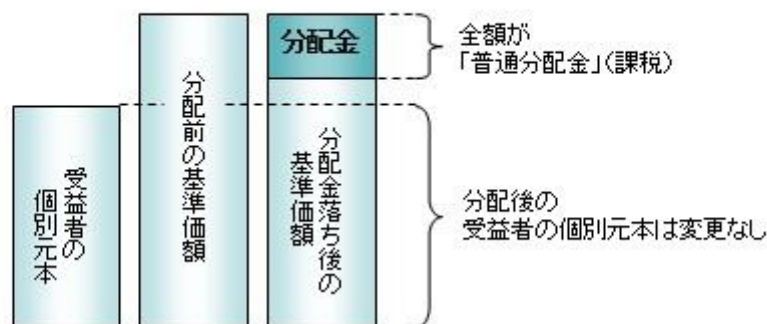 受益者の
個別元本
分配前の基準価額
分配金
分配金落ち後の
基準価額
全額が
「普通分配金」(課税)
分配後の
受益者の個別元本は変更なし